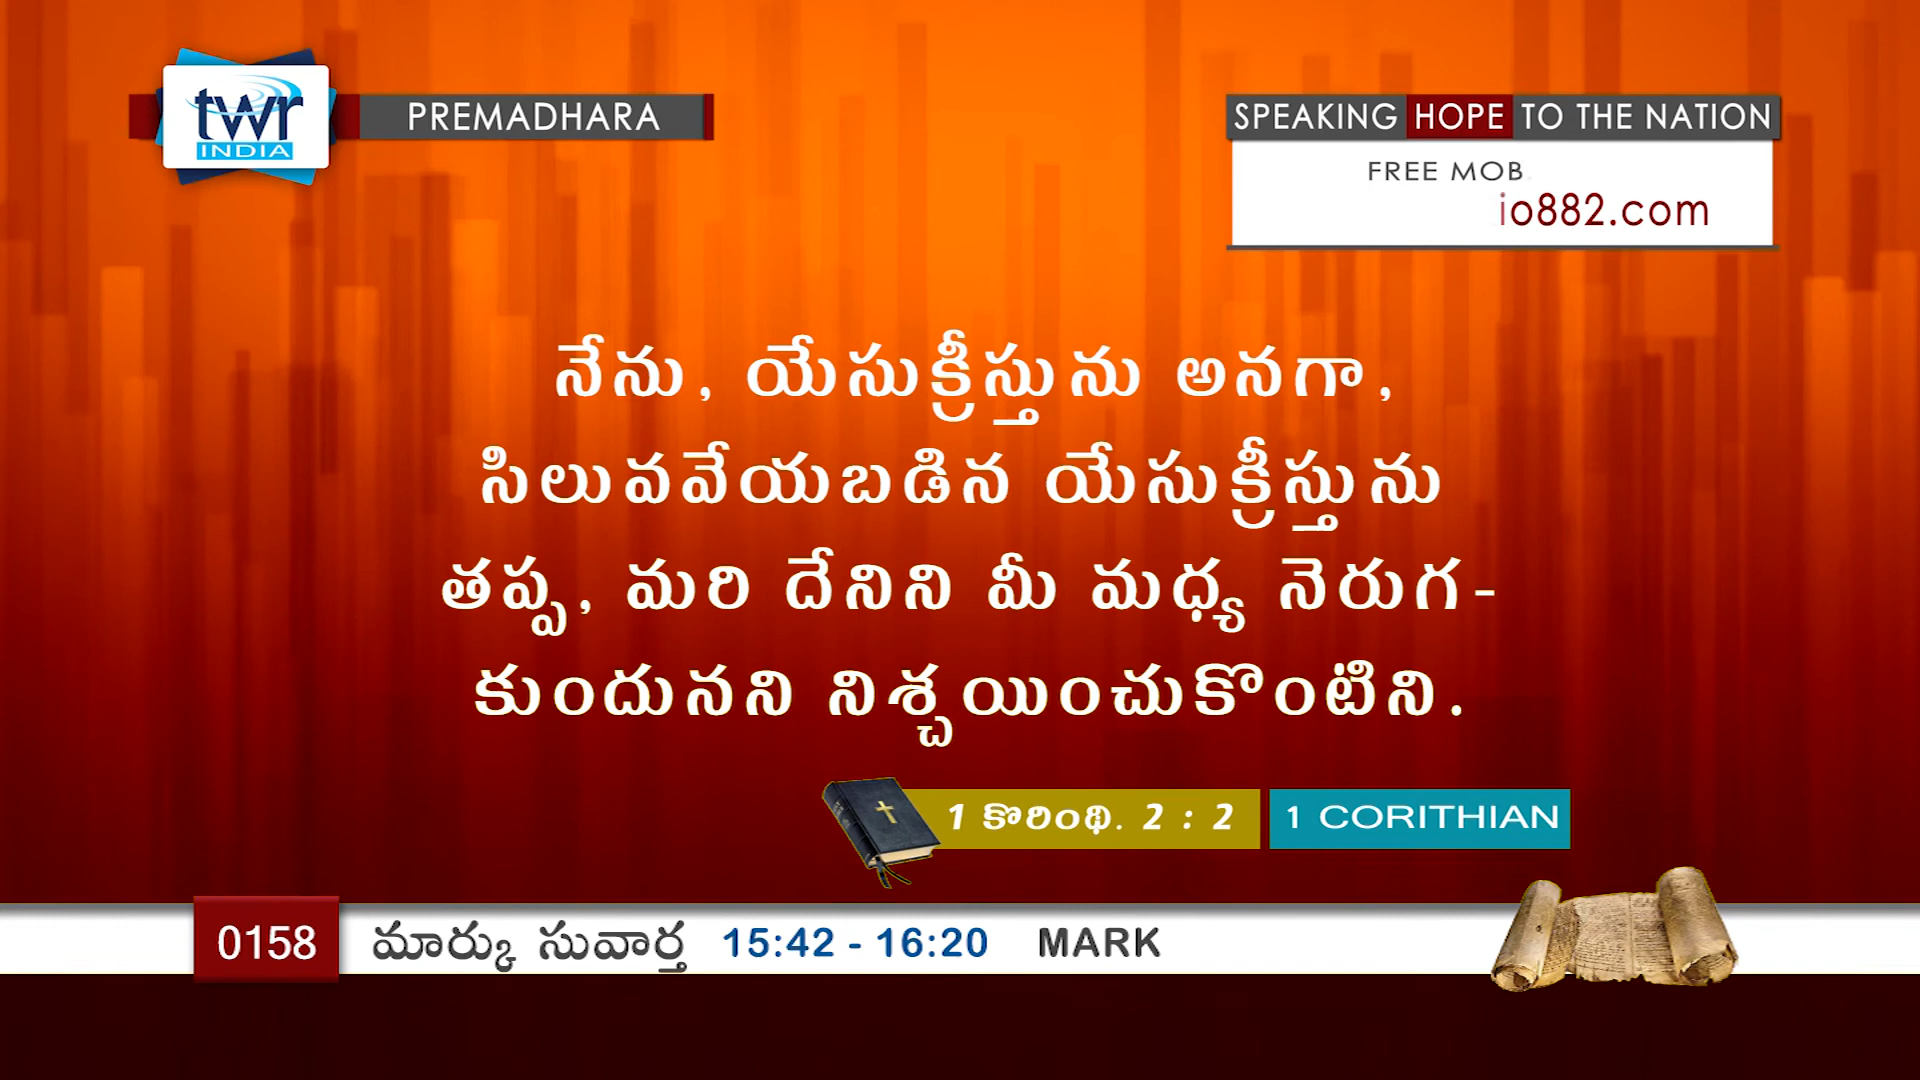 twr
INDIA
PREMADHARA
SPEAKING HOPE TO THE NATION
FREE MOB
io882.com
నేను, యేసుక్రీస్తును అనగా,
సిలువవేయబడిన యేసుక్రీస్తును
తప్ప, మరి దేనిని మీ మధ్య నెరుగ-
కుందునని నిశ్చయించుకొంటిని.
1 కొరింథి. 2 : 2
1 CORITHIAN
0158 మార్కు సువార్త 15:42 - 16:20 MARK